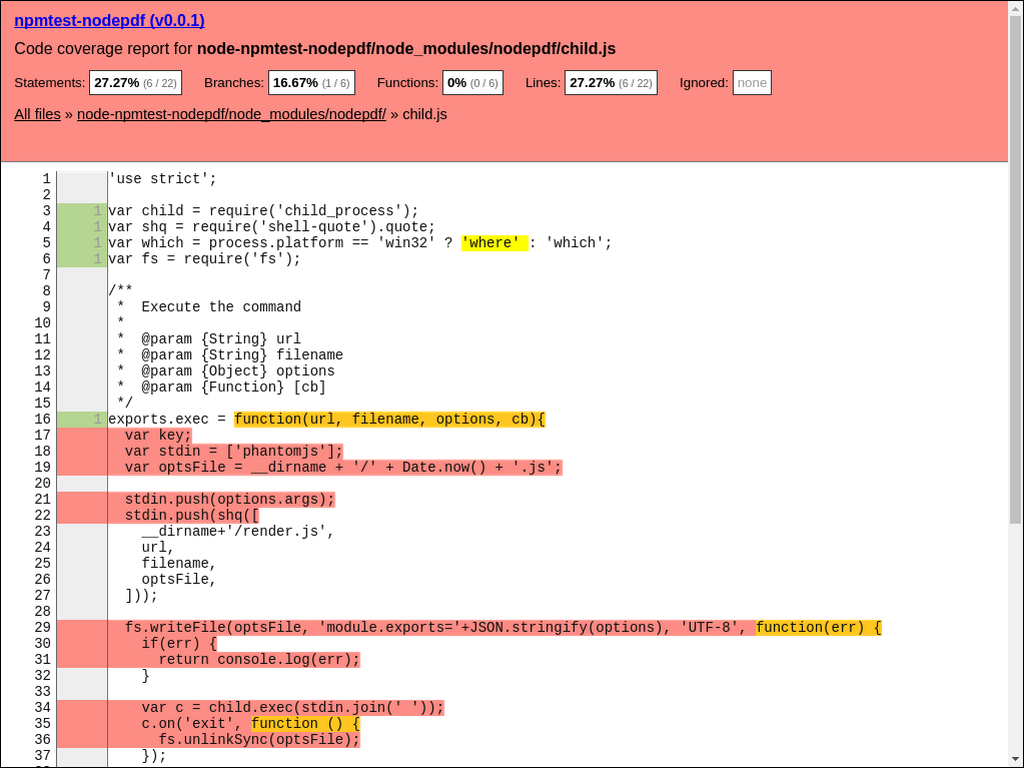 npmtest-nodepdf (v0.0.1)
Code coverage report for node-npmtest-nodepdf/node_modules/nodepdf/child.js
Statements: 27.27% (6 / 22) Branches: 16.67% (1 / 6) Functions: 0% (0 / 6) Lines: 27.27% (6 / 22) Ignored: none
All files » node-npmtest-nodepdf/node_modules/nodepdf/ » child.js
1 'use strict';
2
3 1 var child = require('child_process');
4 1 var shq = require('shell-quote').quote;
5 1 var which = process.platform == 'win32' ? 'where' : 'which';
6 1 var fs = require('fs');
7
8 /**
9 * Execute the command
10 *
11 * @param {String} url
12 * @param {String} filename
13 * @param {Object} options
14 * @param {Function} [cb]
15 */
16 1 exports.exec = function(url, filename, options, cb){
17 var key;
18 var stdin = ['phantomjs'];
19 var optsFile = __dirname + '/' + Date.now() + '.js';
20
21 stdin.push(options.args);
22 stdin.push(shq([
23 __dirname+'/render.js',
24 url,
25 filename,
26 optsFile,
27 ]));
28
29 fs.writeFile(optsFile, 'module.exports='+JSON.stringify(options), 'UTF-8', function(err) {
30 if(err) {
31 return console.log(err);
32 }
33
34 var c = child.exec(stdin.join(' '));
35 c.on('exit', function () {
36 fs.unlinkSync(optsFile);
37 });